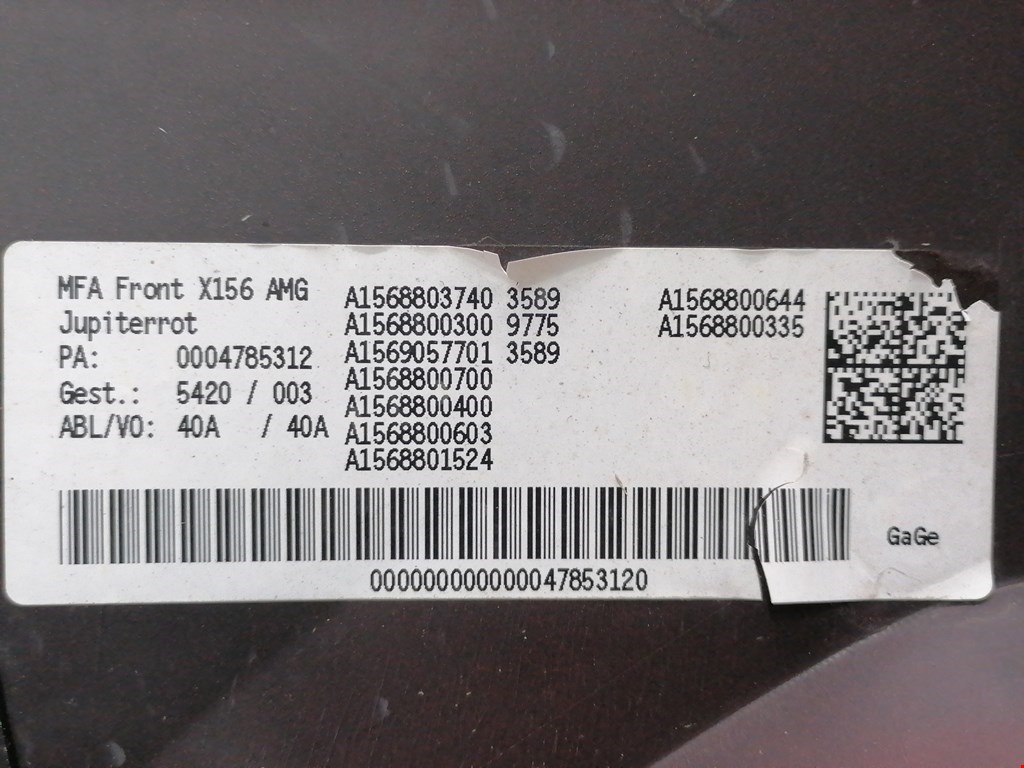 MFA Front X156 AMG
Jupiterrot
PA: 0004785312
Gest.: 5420 / 003
ABL/VO: 40A / 40A
A1568803740 3589
A1568800300 9775
A1569057701 3589
A1568800700
A1568800400
A1568800603
A1568801524
A1568800644
A1568800335
GaGe
000000000000047853120